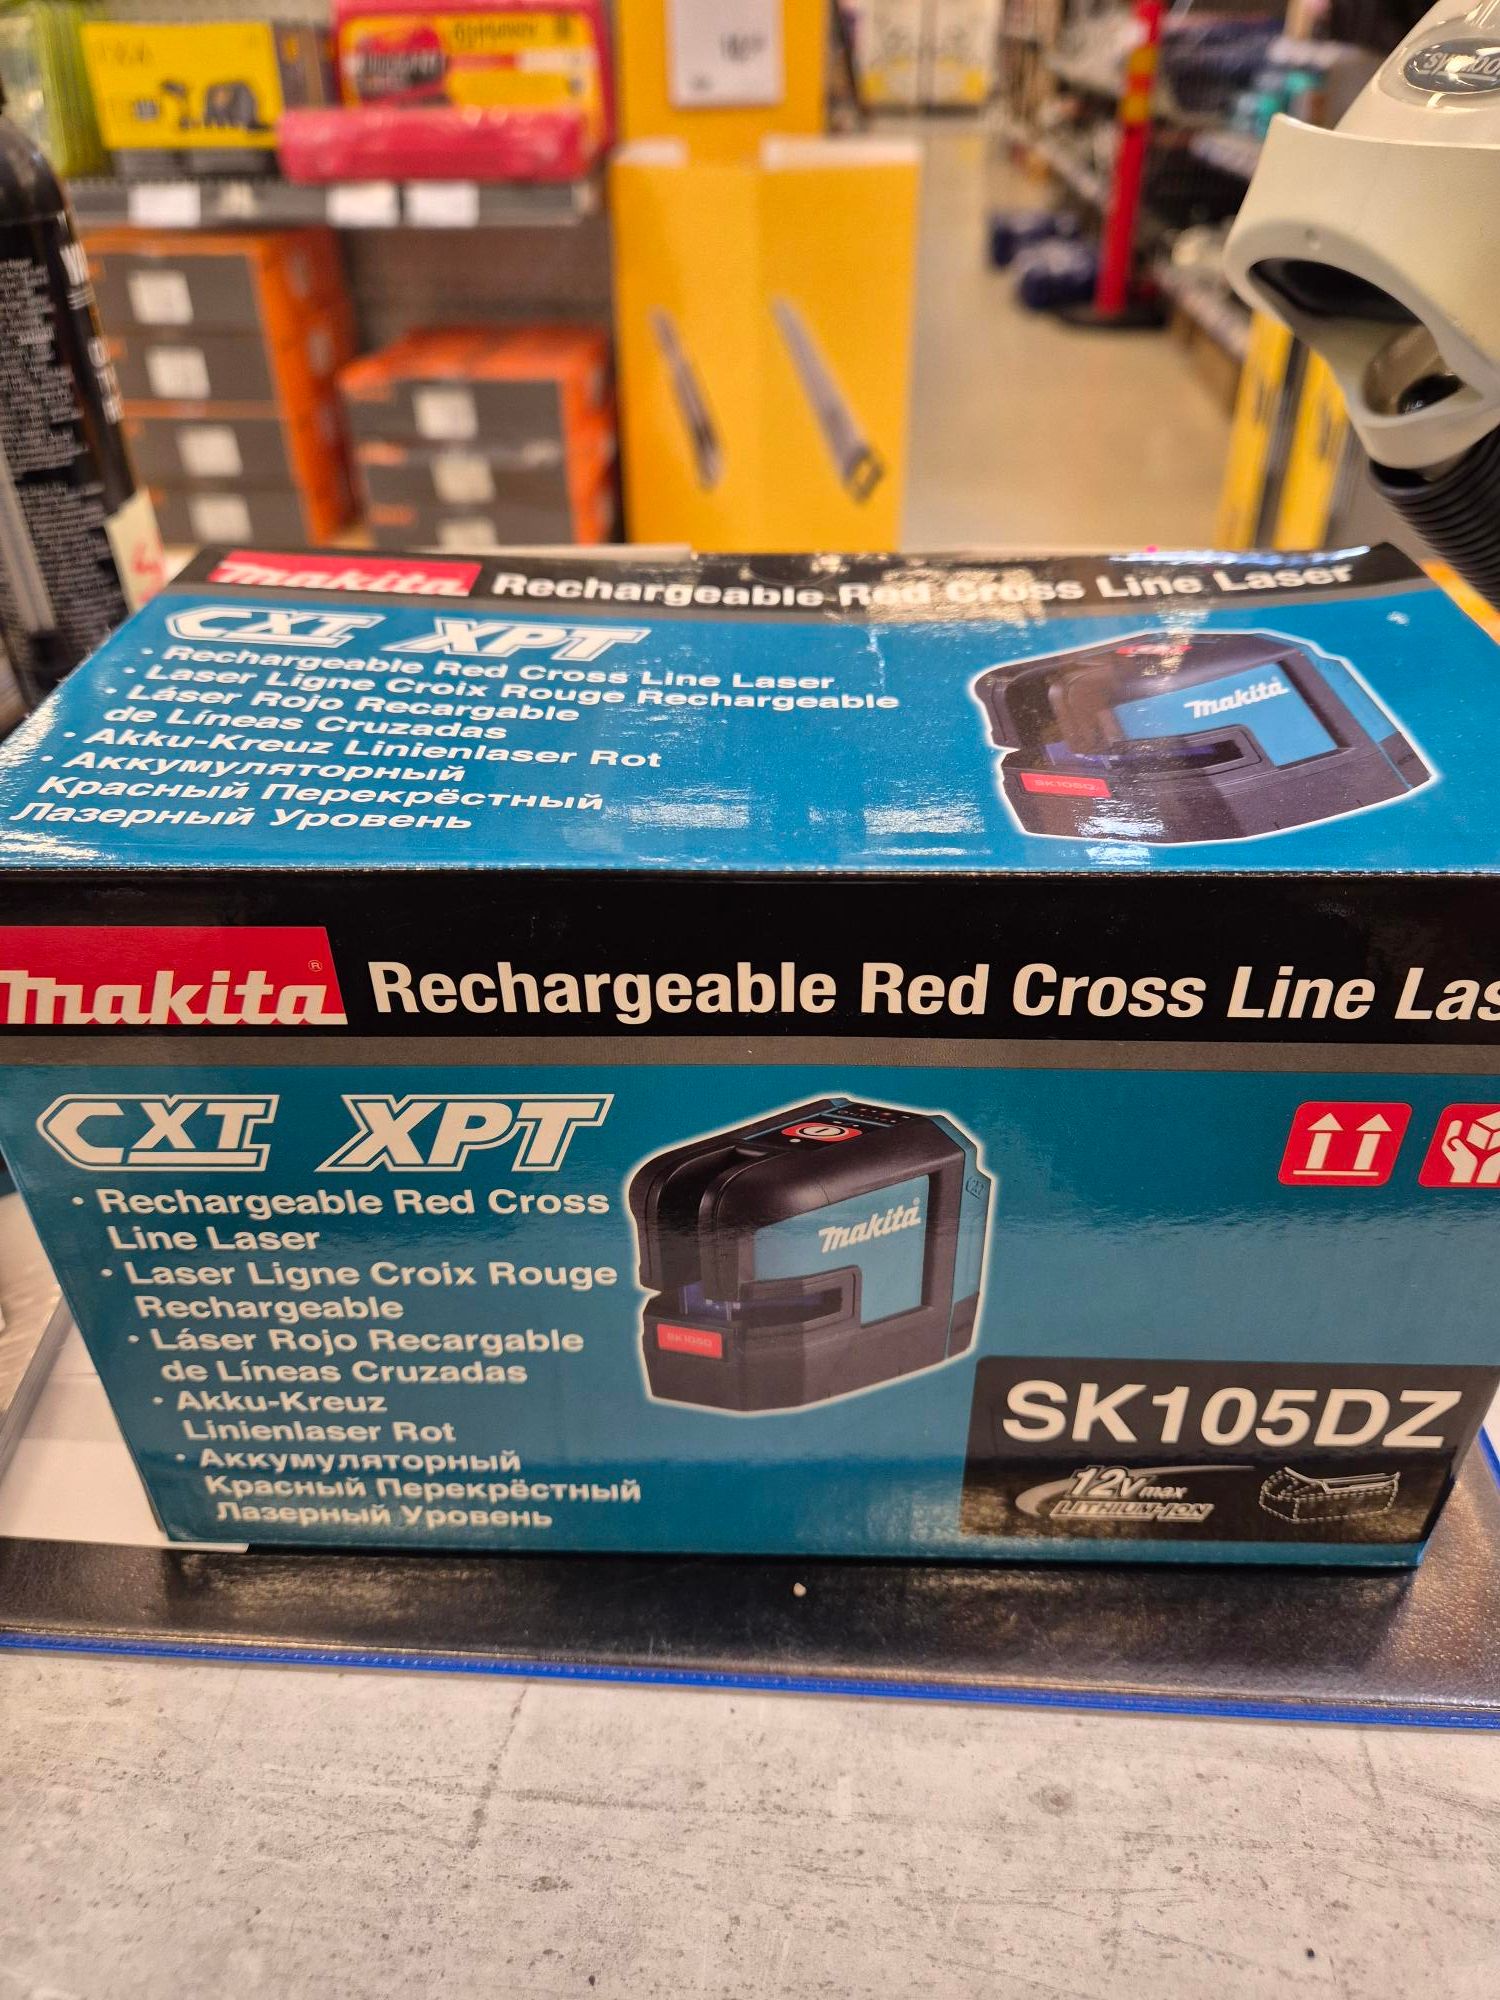 makita Rechargeable Red Cross Line Laser
CXT XPT
• Rechargeable Red Cross Line Laser
• Laser Ligne Croix Rouge Rechargeable
• Láser Rojo Recargable
de Líneas Cruzadas
• Akku-Kreuz Linienlaser Rot
• Аккумуляторный
Красный Перекрёстный
Лазерный Уровень
makita
makita® Rechargeable Red Cross Line Las
CXT XPT
• Rechargeable Red Cross
Line Laser
• Laser Ligne Croix Rouge
Rechargeable
• Láser Rojo Recargable
de Líneas Cruzadas
• Akku-Kreuz
Linienlaser Rot
• Аккумуляторный
Красный Перекрёстный
Лазерный Уровень
makita
SK105D
SK105DZ
12Vmax
LITHIUM-ION